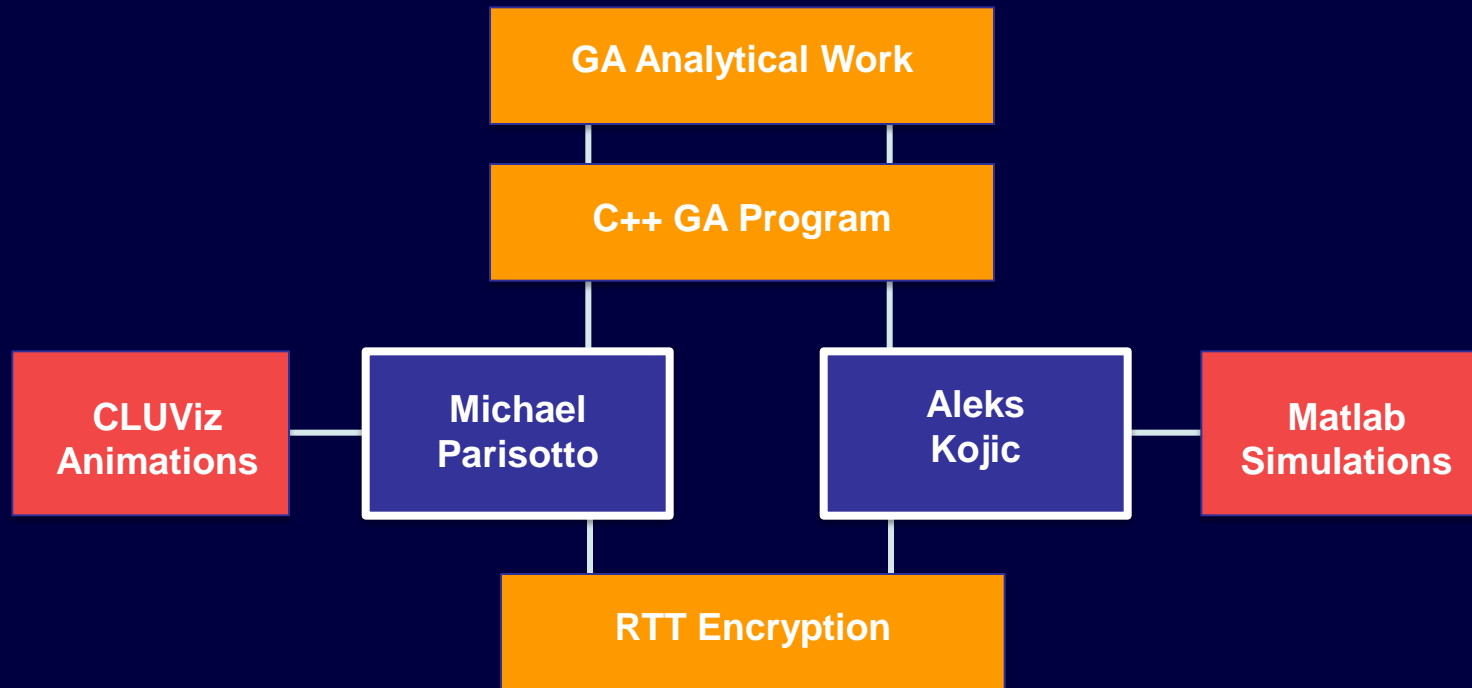 GA Analytical Work
C++ GA Program
CLUViz
Animations
Michael
Parisotto
Aleks
Kojic
Matlab
Simulations
RTT Encryption